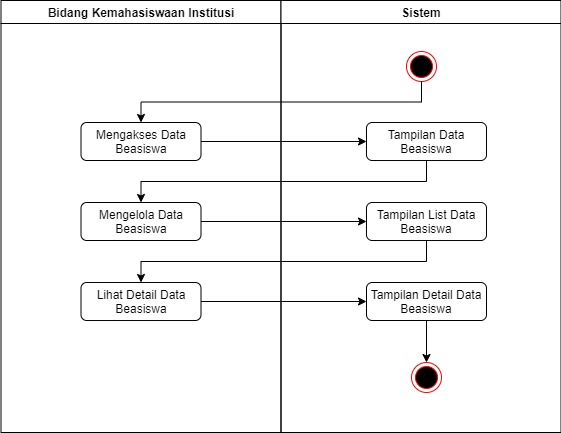 Bidang Kemahasiswaan Institusi
Sistem
Mengakses Data
Beasiswa
Tampilan Data
Beasiswa
Mengelola Data
Beasiswa
Tampilan List Data
Beasiswa
Lihat Detail Data
Beasiswa
Tampilan Detail Data
Beasiswa